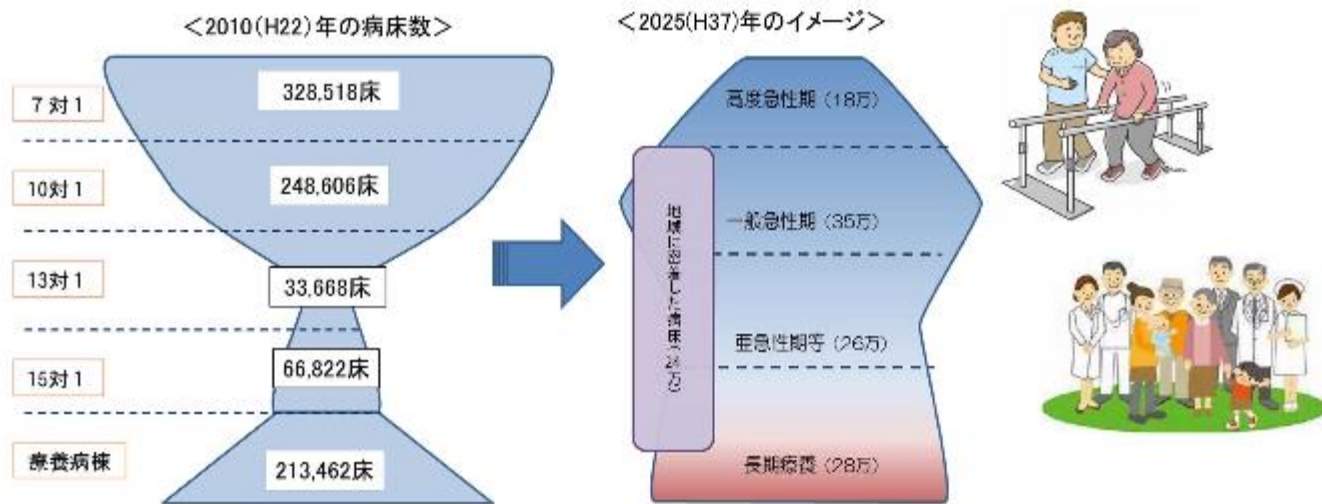 ＜2010(H22)年の病床数＞
7対1
328,518床
10対1
248,606床
13対1
33,668床
15対1
66,822床
療養病棟
213,462床
＜2025(H37)年のイメージ＞
高度急性期（18万）
一般急性期（35万）
亜急性期等（26万）
長期療養（28万）
地域に密着した病床（24万）